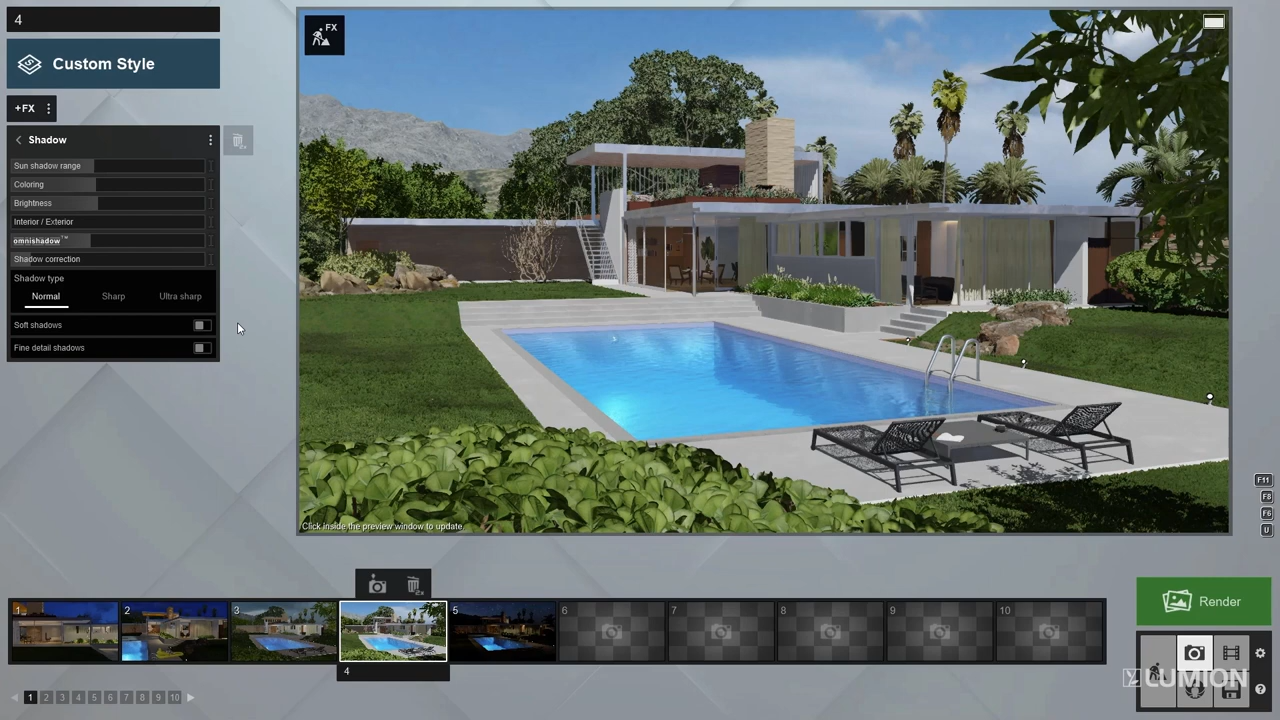 4
Custom Style
+FX
Shadow
Sun shadow range
Coloring
Brightness
Interior / Exterior
omnishadow™
Shadow correction
Shadow type
Normal Sharp Ultra sharp
Soft shadows
Fine detail shadows
FX
Click inside the preview window to update.
F11
F8
F6
U
1 2 3 4 5 6 7 8 9 10
4
Render
LUMION
1 2 3 4 5 6 7 8 9 10